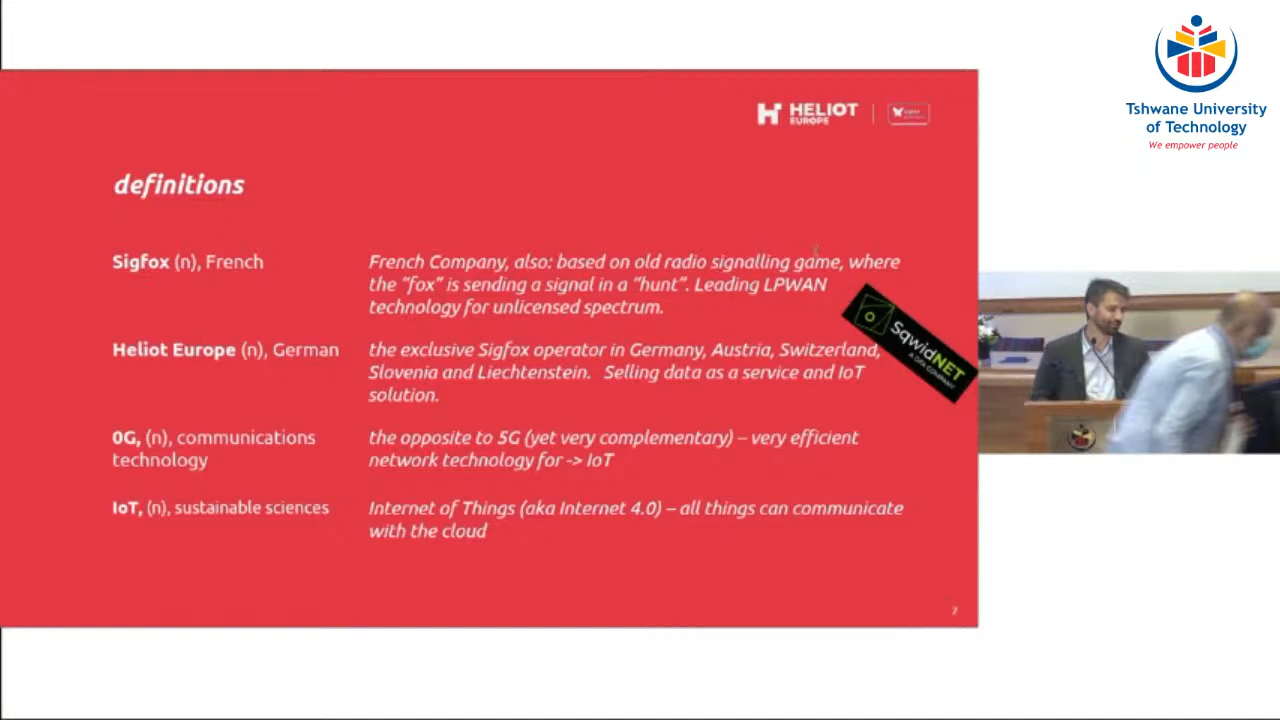 Tshwane University
of Technology
We empower people
HELIOT
EUROPE
definitions
Sigfox (n), French
French Company, also: based on old radio signalling game, where
the “fox” is sending a signal in a “hunt”. Leading LPWAN
technology for unlicensed spectrum.
Heliot Europe (n), German
the exclusive Sigfox operator in Germany, Austria, Switzerland,
Slovenia and Liechtenstein.   Selling data as a service and IoT
solution.
SqwidNET
A DFA COMPANY
0G, (n), communications
technology
the opposite to 5G (yet very complementary) – very efficient
network technology for -> IoT
IoT, (n), sustainable sciences
Internet of Things (aka Internet 4.0) – all things can communicate
with the cloud